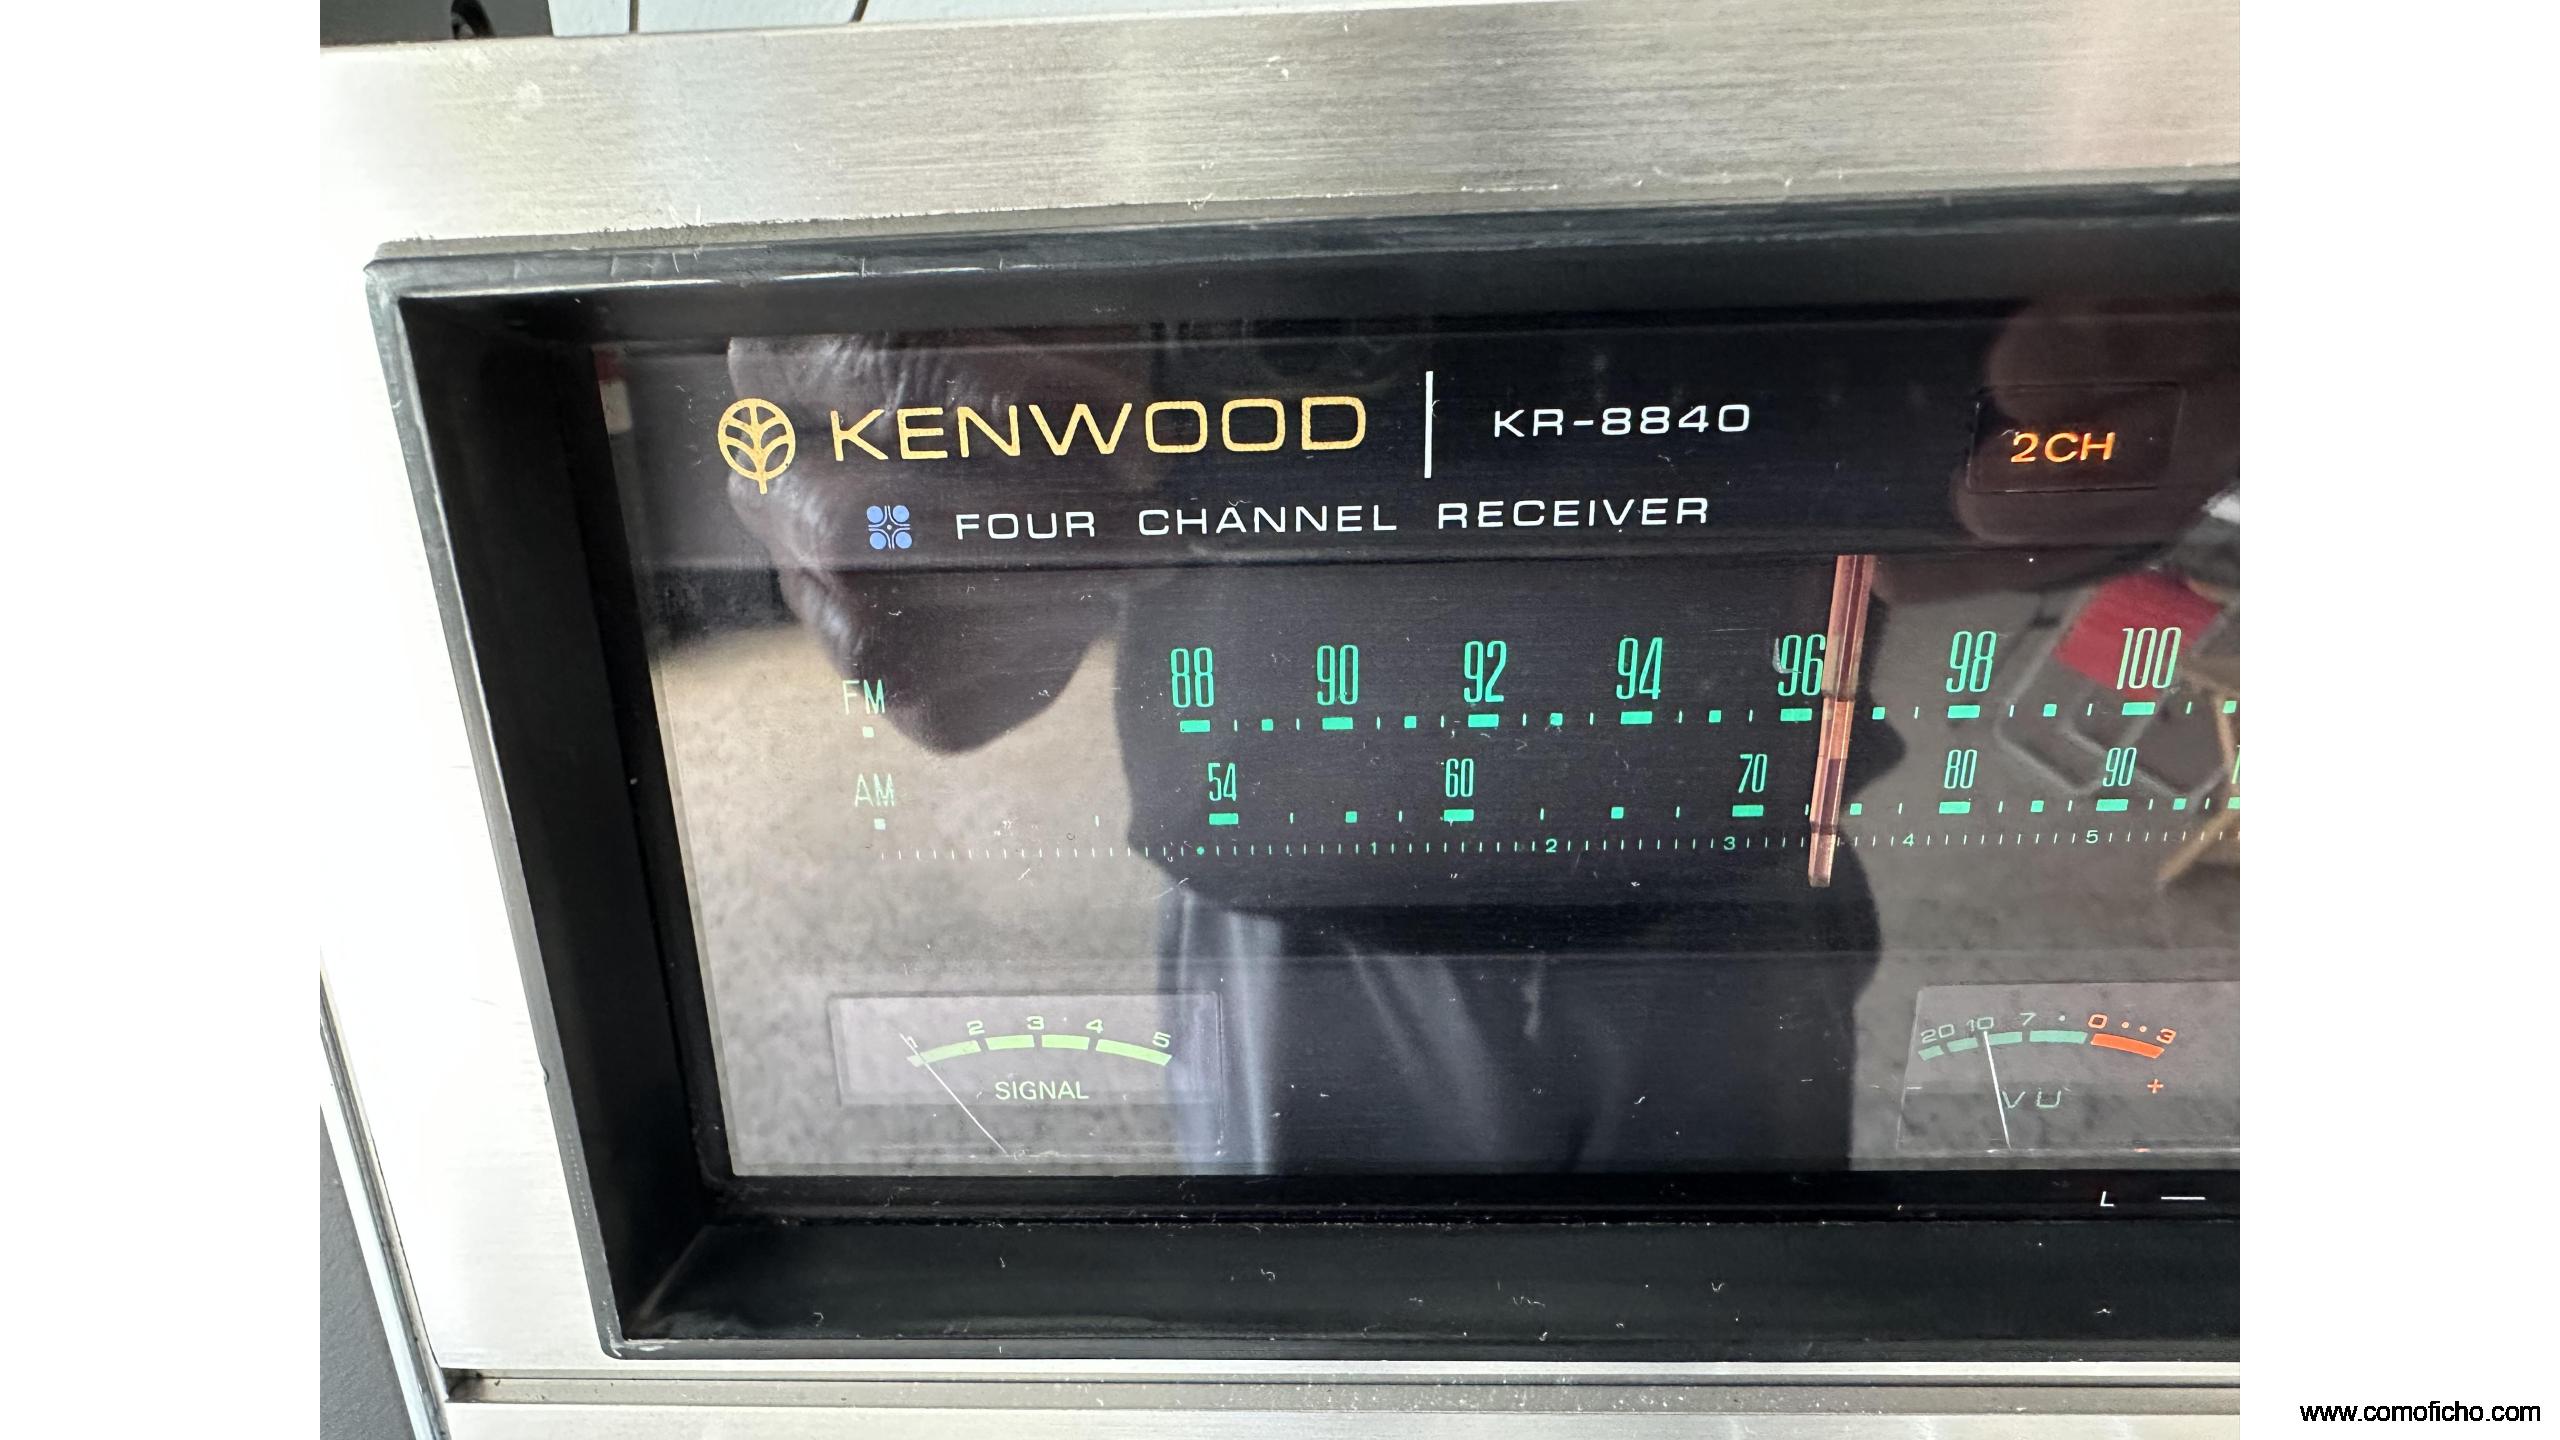 KENWOOD KR-8840 2CH
FOUR CHANNEL RECEIVER
FM 88 90 92 94 96 98 100
AM 54 60 70 80 90
1 2 3 4 5
1 2 3 4 5
SIGNAL
20 10 7 0 3
+
VU
L —
www.comoficho.com